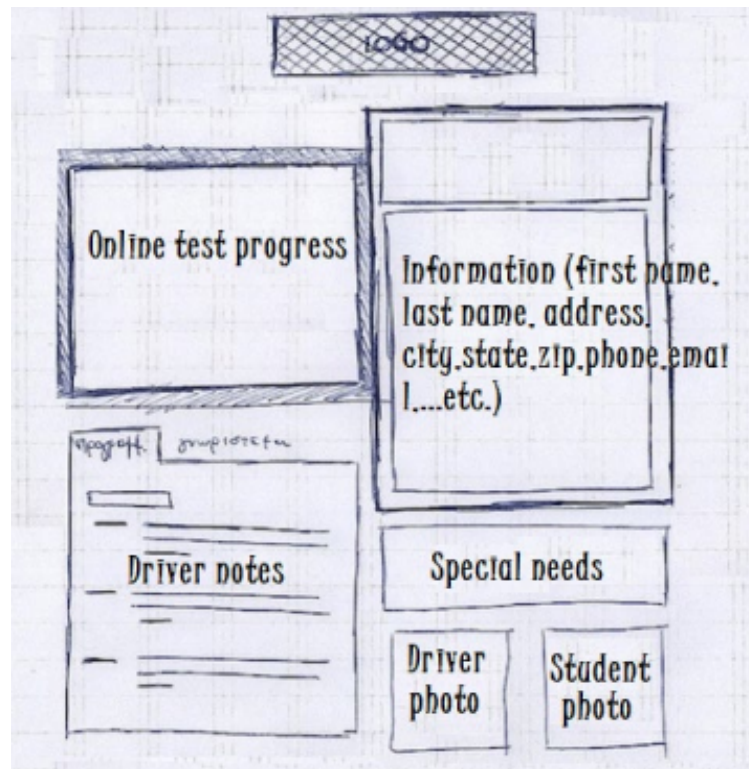 LOGO
Online test progress
Information (first name,
last name, address,
city,state,zip,phone,emai
l,...etc.)
Driver notes
Special needs
Driver
photo
Student
photo